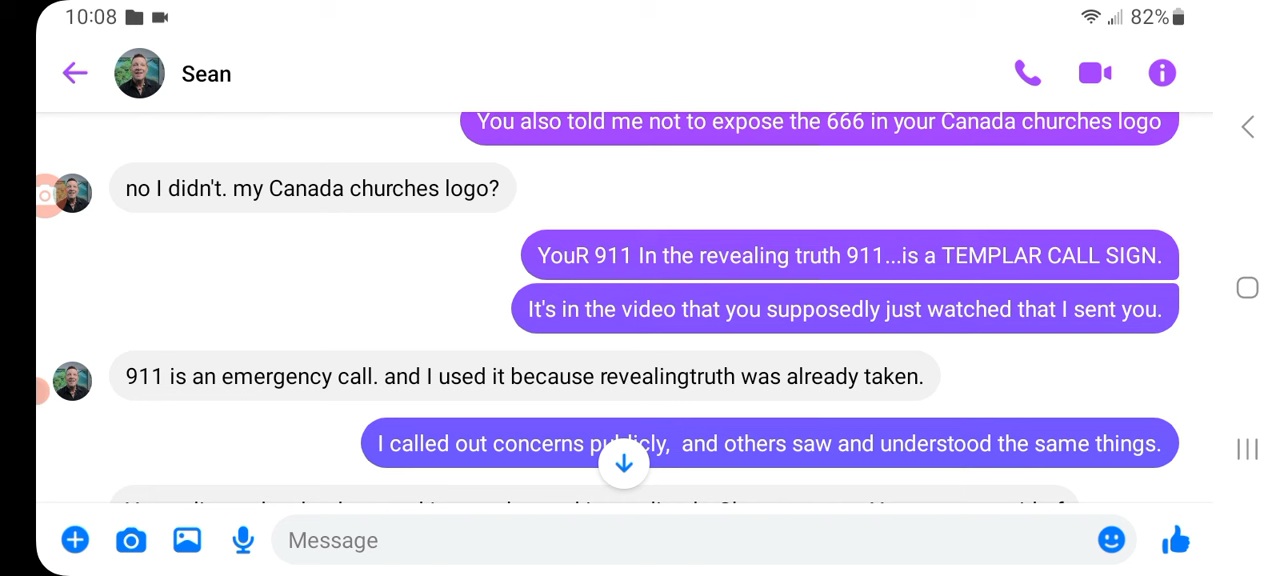 10:08
82%
Sean
You also told me not to expose the 666 in your Canada churches logo
no I didn't. my Canada churches logo?
YouR 911 In the revealing truth 911...is a TEMPLAR CALL SIGN.
It's in the video that you supposedly just watched that I sent you.
911 is an emergency call. and I used it because revealingtruth was already taken.
I called out concerns publicly, and others saw and understood the same things.
Message